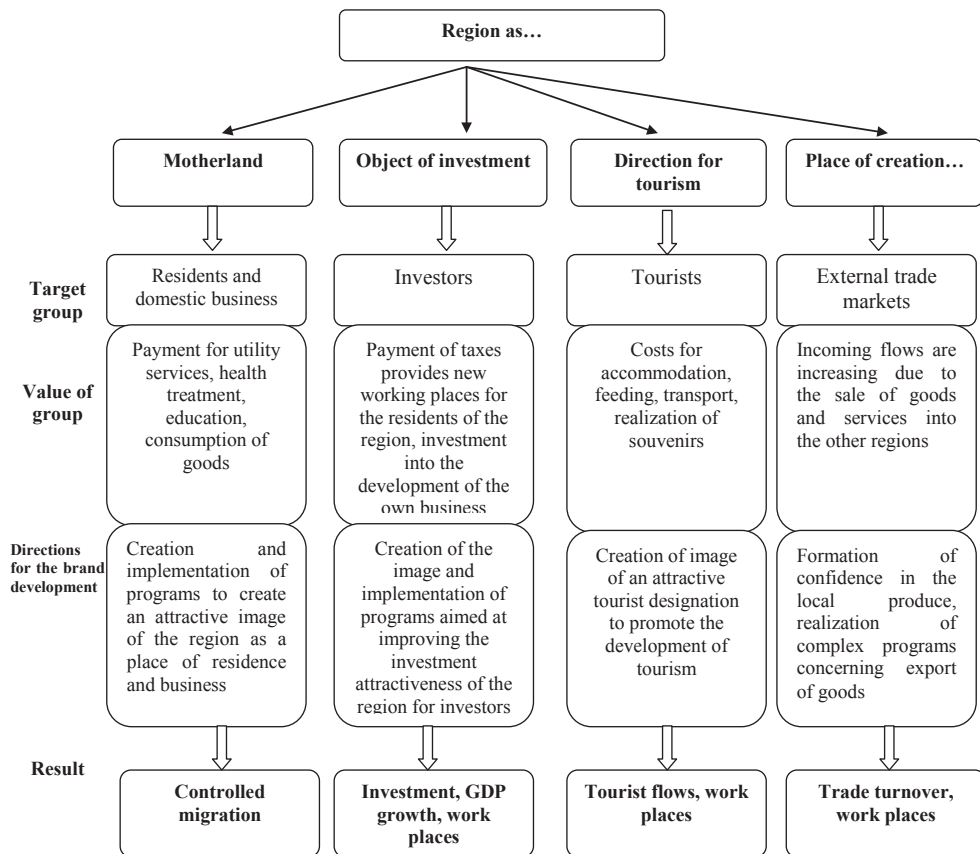 Region as…
Motherland
Object of investment
Direction for
tourism
Place of creation…
Target
group
Residents and
domestic business
Investors
Tourists
External trade
markets
Value of
group
Payment for utility
services, health
treatment,
education,
consumption of
goods
Payment of taxes
provides new
working places for
the residents of the
region, investment
into the
development of the
own business
Costs for
accommodation,
feeding, transport,
realization of
souvenirs
Incoming flows are
increasing due to
the sale of goods
and services into
the other regions
Directions
for the brand
development
Creation and
implementation of
programs to create
an attractive image
of the region as a
place of residence
and business
Creation of the
image and
implementation of
programs aimed at
improving the
investment
attractiveness of the
region for investors
Creation of image
of an attractive
tourist designation
to promote the
development of
tourism
Formation of
confidence in the
local produce,
realization of
complex programs
concerning export
of goods
Result
Controlled
migration
Investment, GDP
growth, work
places
Tourist flows, work
places
Trade turnover,
work places